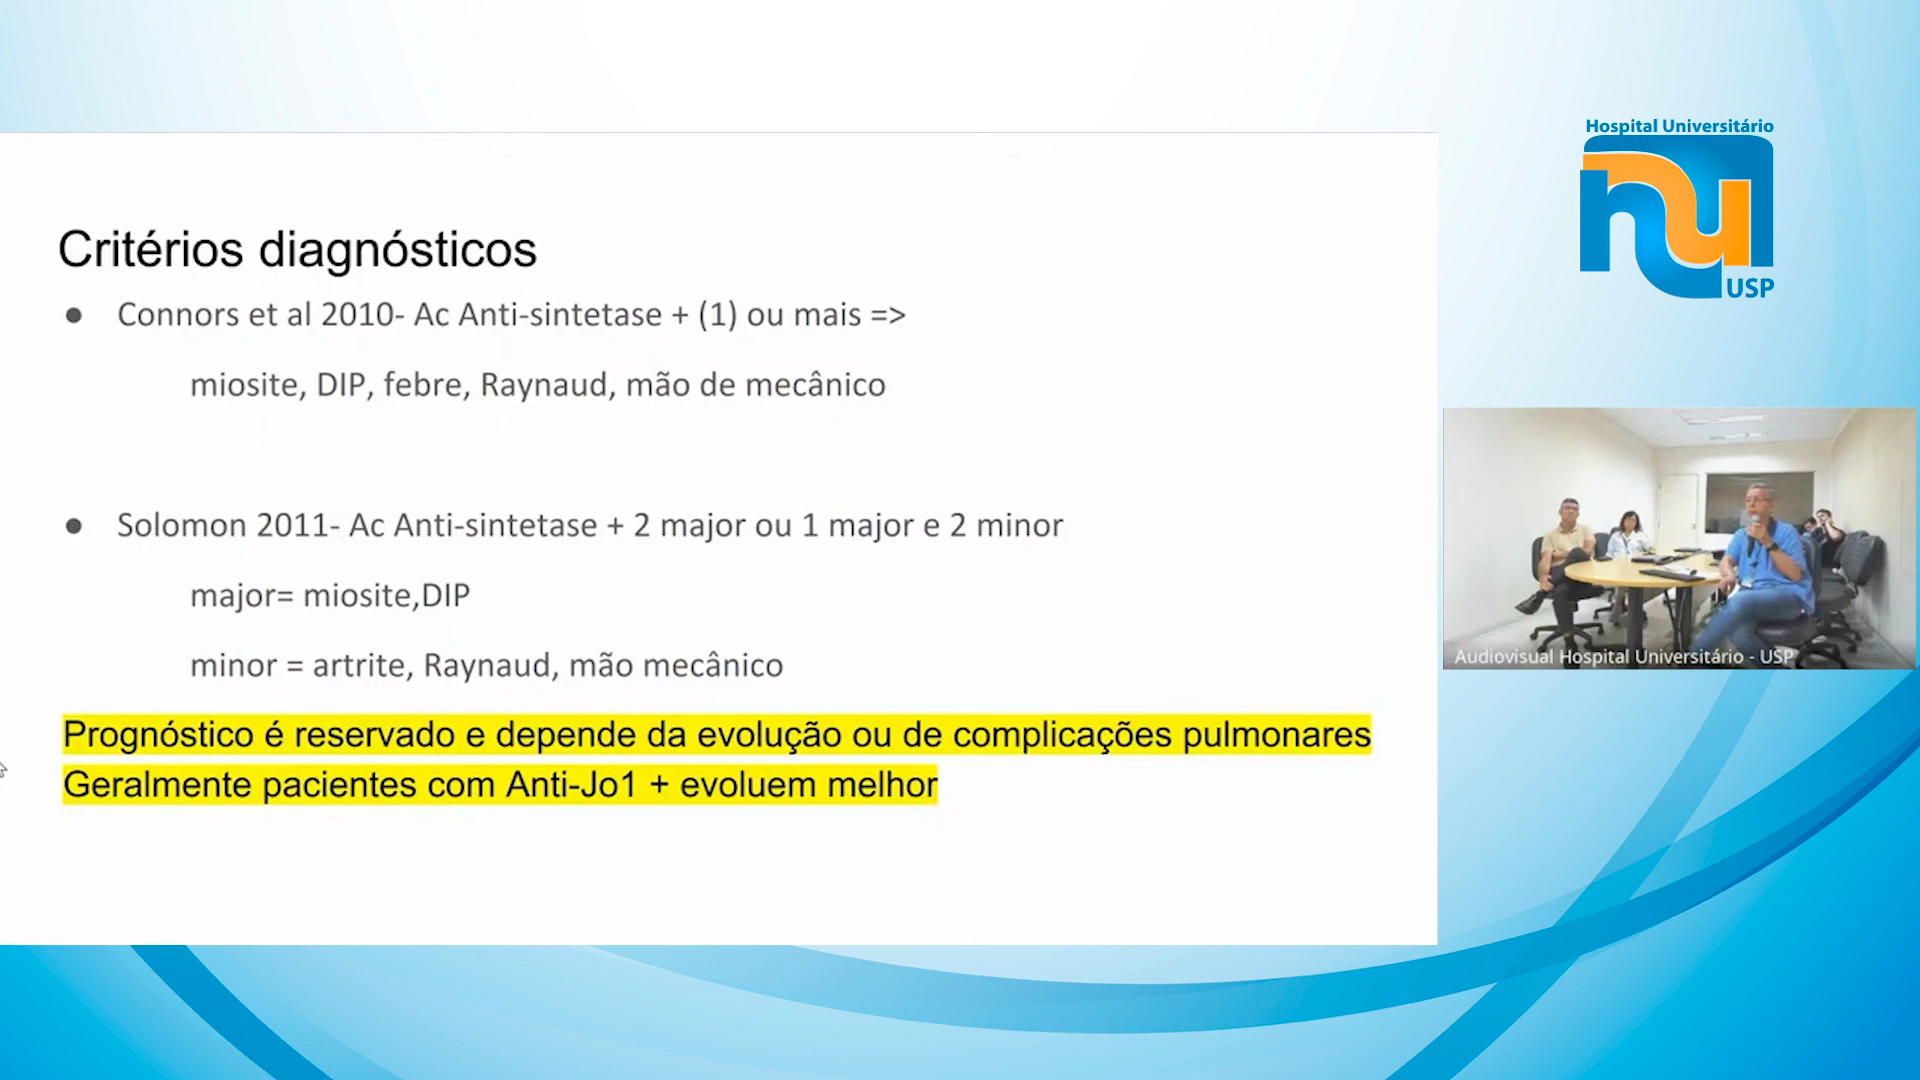 Hospital Universitário
hu
USP
Critérios diagnósticos
● Connors et al 2010- Ac Anti-sintetase + (1) ou mais =>
miosite, DIP, febre, Raynaud, mão de mecânico
● Solomon 2011- Ac Anti-sintetase + 2 major ou 1 major e 2 minor
major= miosite,DIP
minor = artrite, Raynaud, mão mecânico
Prognóstico é reservado e depende da evolução ou de complicações pulmonares
Geralmente pacientes com Anti-Jo1 + evoluem melhor
Audiovisual Hospital Universitário - USP